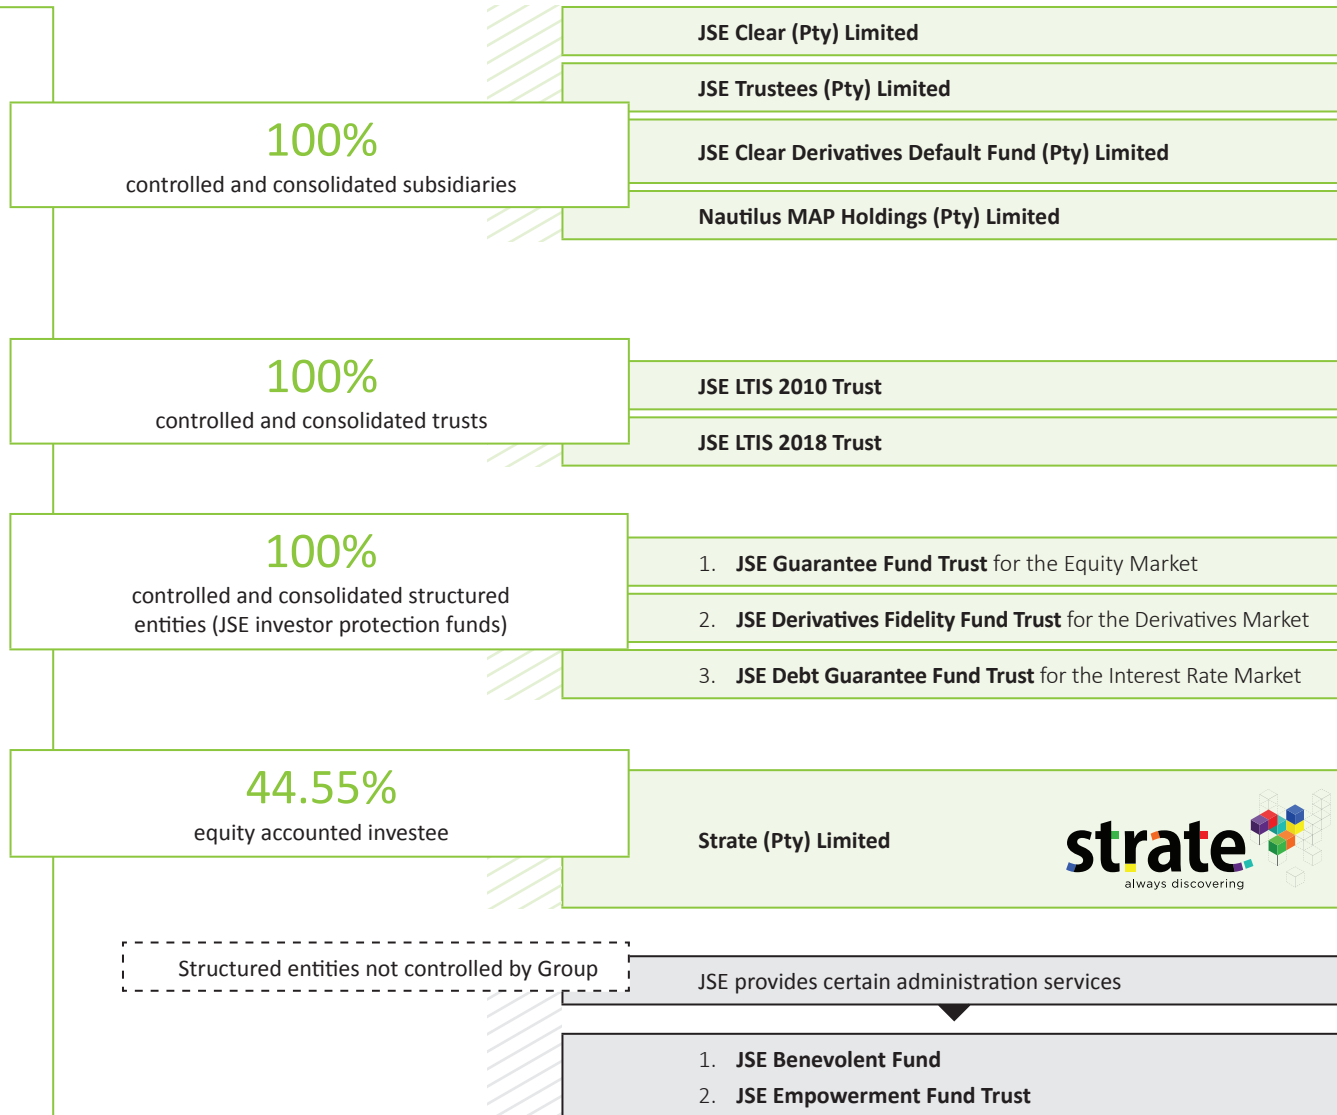 JSE Clear (Pty) Limited
JSE Trustees (Pty) Limited
100%
controlled and consolidated subsidiaries
JSE Clear Derivatives Default Fund (Pty) Limited
Nautilus MAP Holdings (Pty) Limited
100%
controlled and consolidated trusts
JSE LTIS 2010 Trust
JSE LTIS 2018 Trust
100%
controlled and consolidated structured
entities (JSE investor protection funds)
1. JSE Guarantee Fund Trust for the Equity Market
2. JSE Derivatives Fidelity Fund Trust for the Derivatives Market
3. JSE Debt Guarantee Fund Trust for the Interest Rate Market
44.55%
equity accounted investee
Strate (Pty) Limited
strate
always discovering
Structured entities not controlled by Group
JSE provides certain administration services
1. JSE Benevolent Fund
2. JSE Empowerment Fund Trust